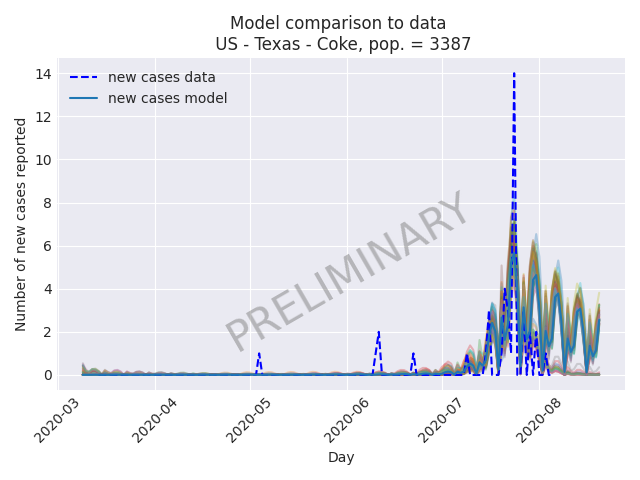 Model comparison to data
US - Texas - Coke, pop. = 3387
new cases data
new cases model
Number of new cases reported
14
12
10
8
6
4
2
0
PRELIMINARY
2020-03
2020-04
2020-05
2020-06
2020-07
2020-08
Day